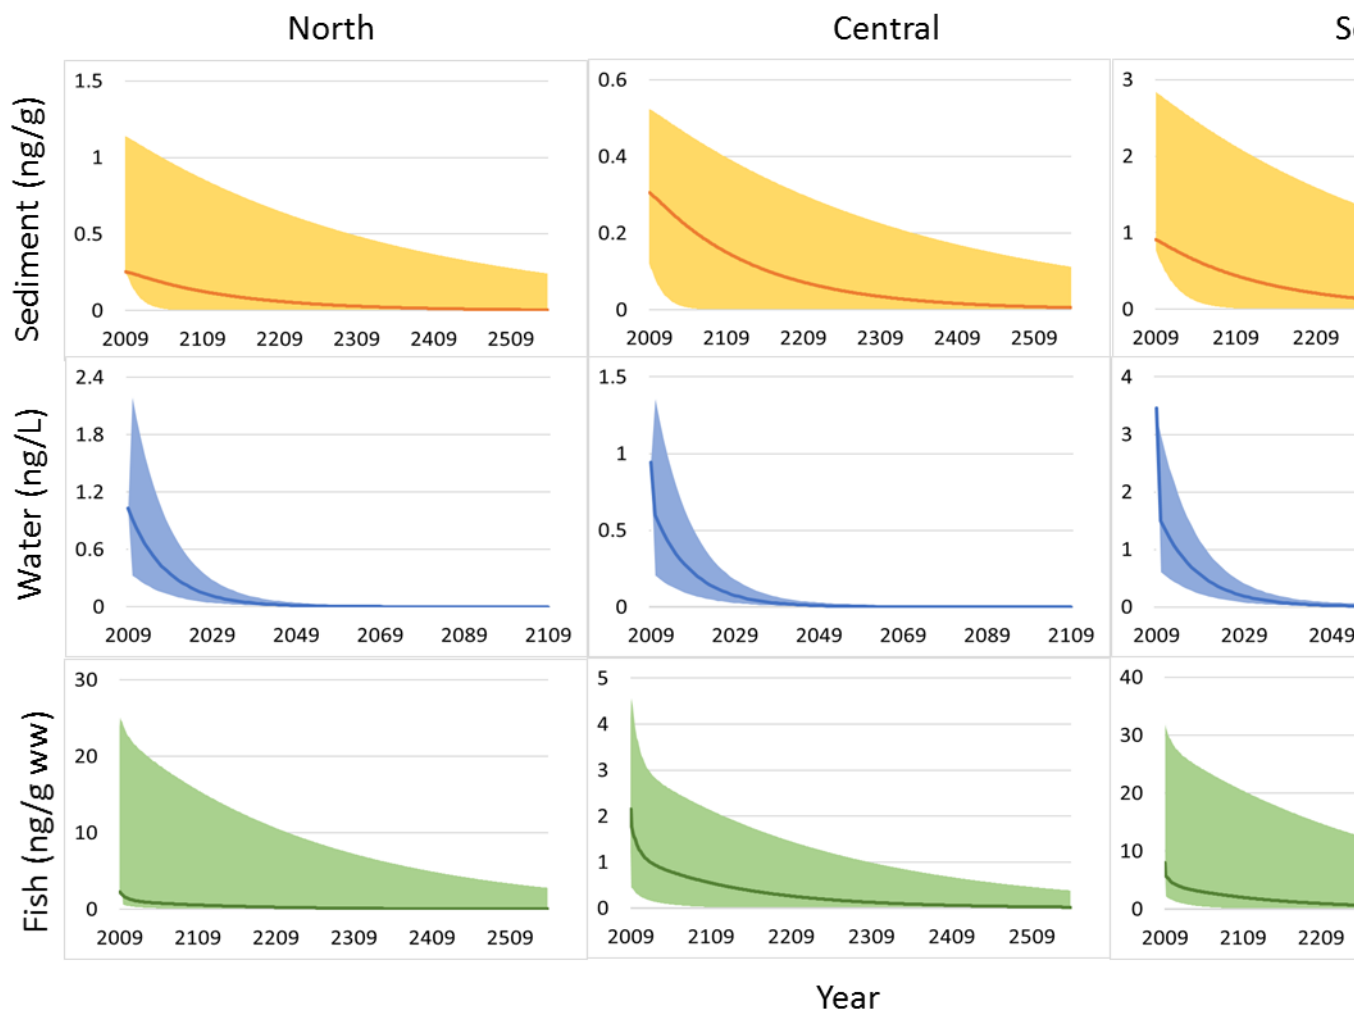 North Central
Sediment (ng/g)
1.5
1
0.5
0
2009 2109 2209 2309 2409 2509
0.6
0.4
0.2
0
2009 2109 2209 2309 2409 2509
3
2
1
0
2009 2109 2209
Water (ng/L)
2.4
1.8
1.2
0.6
0
2009 2029 2049 2069 2089 2109
1.5
1
0.5
0
2009 2029 2049 2069 2089 2109
4
3
2
1
0
2009 2029 2049
Fish (ng/g ww)
30
20
10
0
2009 2109 2209 2309 2409 2509
5
4
3
2
1
0
2009 2109 2209 2309 2409 2509
40
30
20
10
0
2009 2109 2209
Year